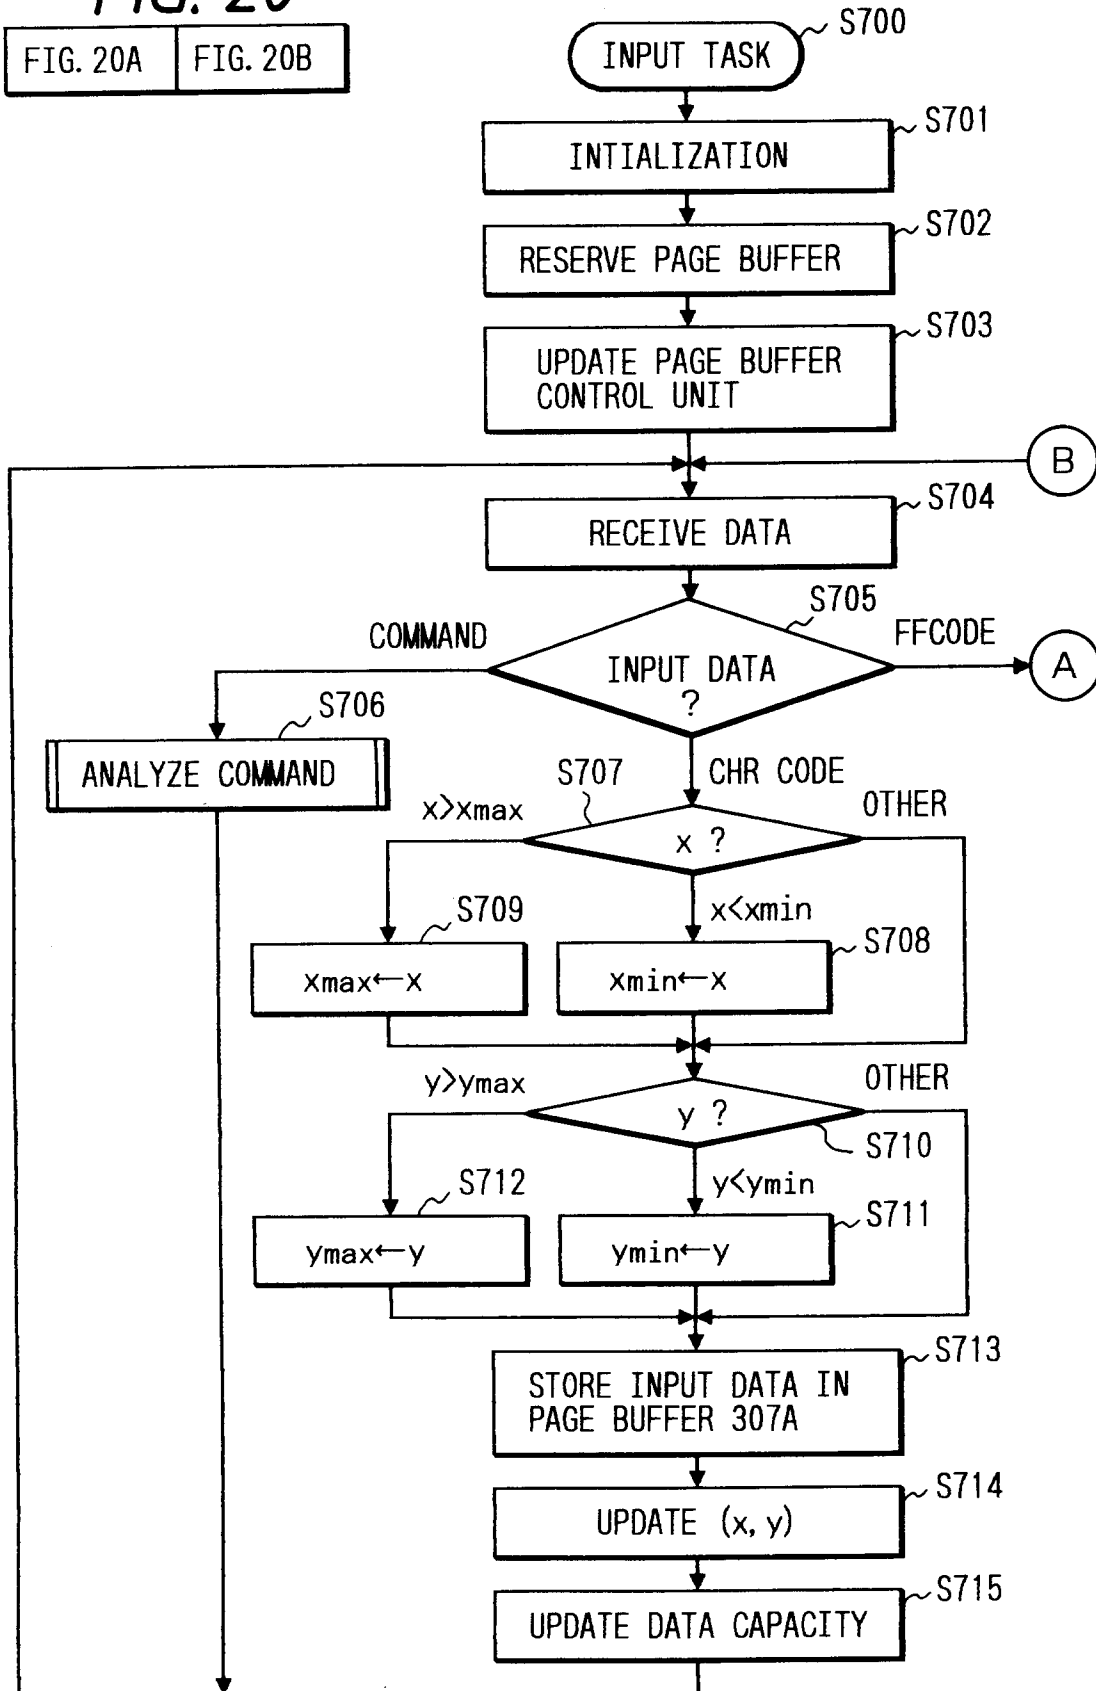 FIG. 20
FIG. 20A
FIG. 20B
INPUT TASK
S700
INTIALIZATION
S701
RESERVE PAGE BUFFER
S702
UPDATE PAGE BUFFER
CONTROL UNIT
S703
B
RECEIVE DATA
S704
S705
COMMAND
INPUT DATA
?
FFCODE
A
S706
ANALYZE COMMAND
CHR CODE
S707
x>xmax
x ?
OTHER
x<xmin
S709
xmax←x
S708
xmin←x
y>ymax
y ?
OTHER
S710
y<ymin
S712
ymax←y
S711
ymin←y
S713
STORE INPUT DATA IN
PAGE BUFFER 307A
S714
UPDATE (x, y)
S715
UPDATE DATA CAPACITY